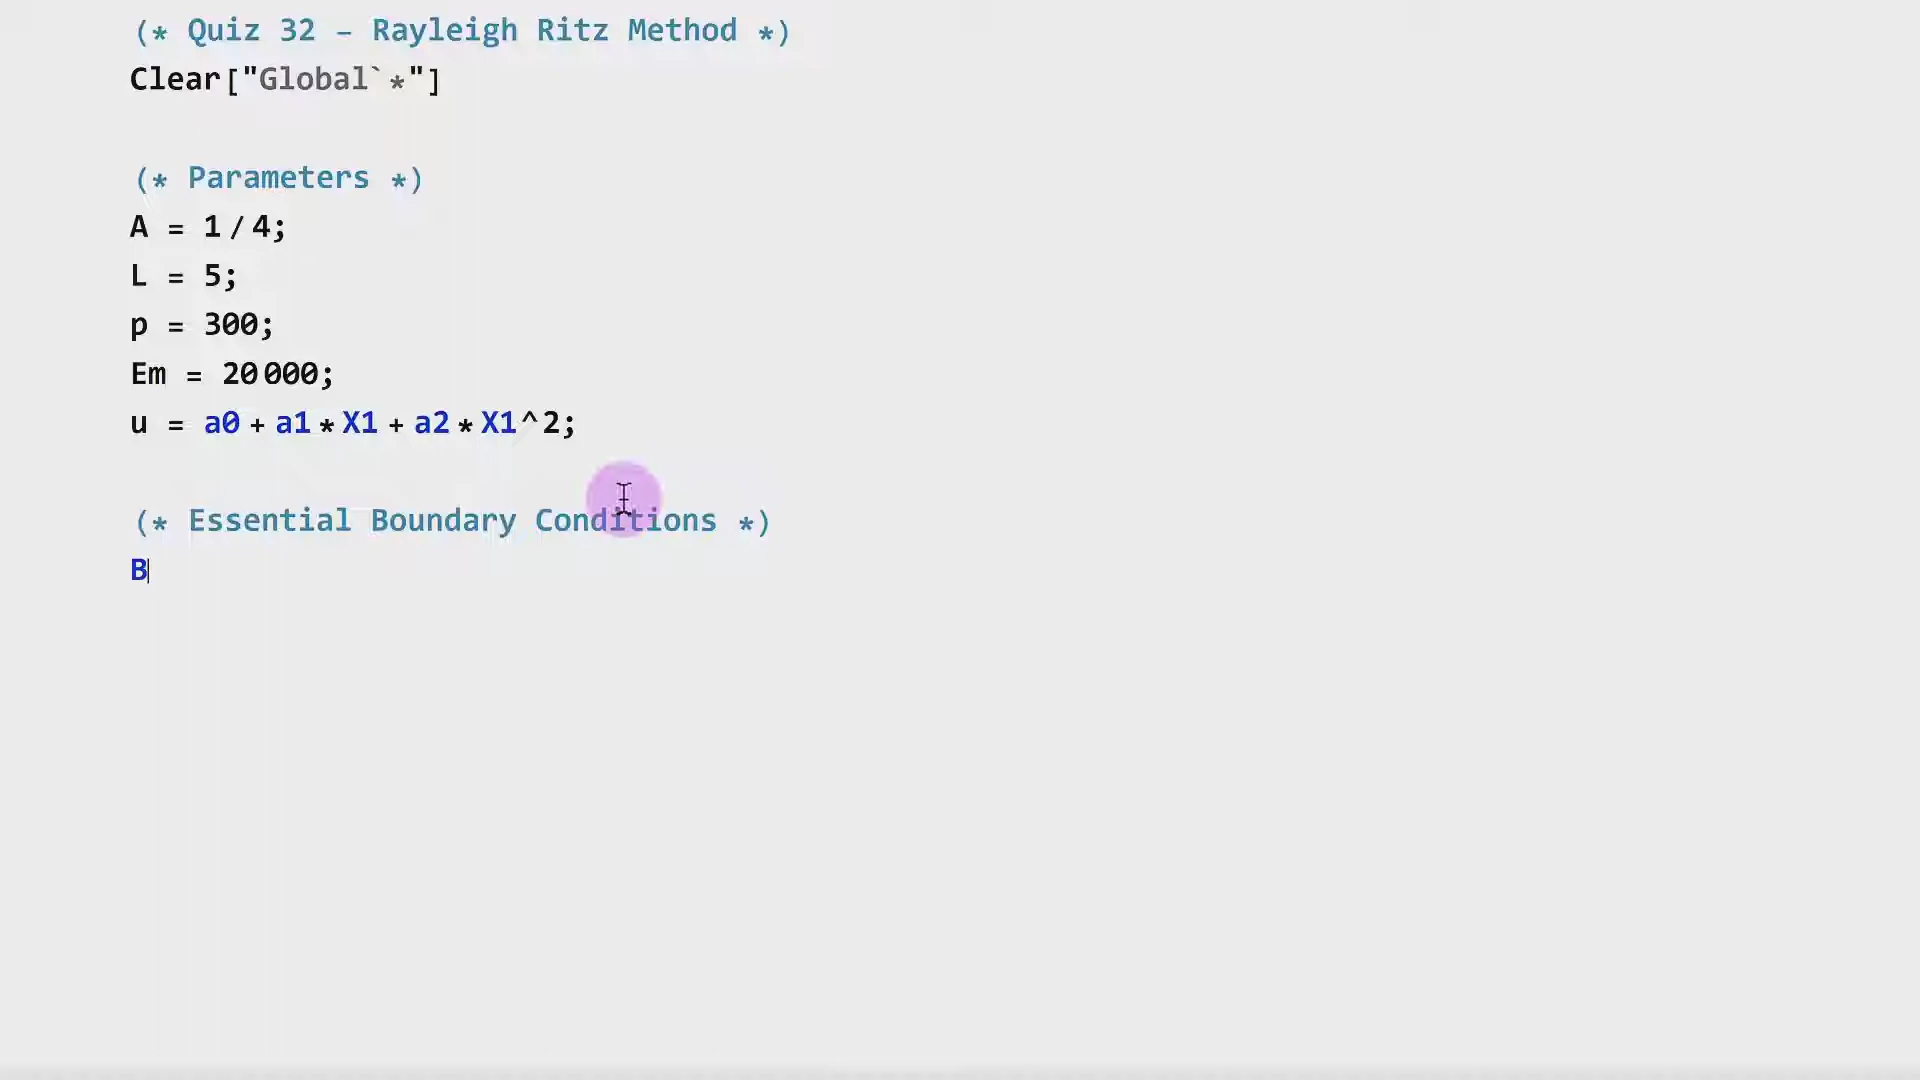 (* Quiz 32 – Rayleigh Ritz Method *)
Clear["Global`*"]
(* Parameters *)
A = 1/4;
L = 5;
p = 300;
Em = 20000;
u = a0 + a1*X1 + a2*X1^2;
(* Essential Boundary Conditions *)
B